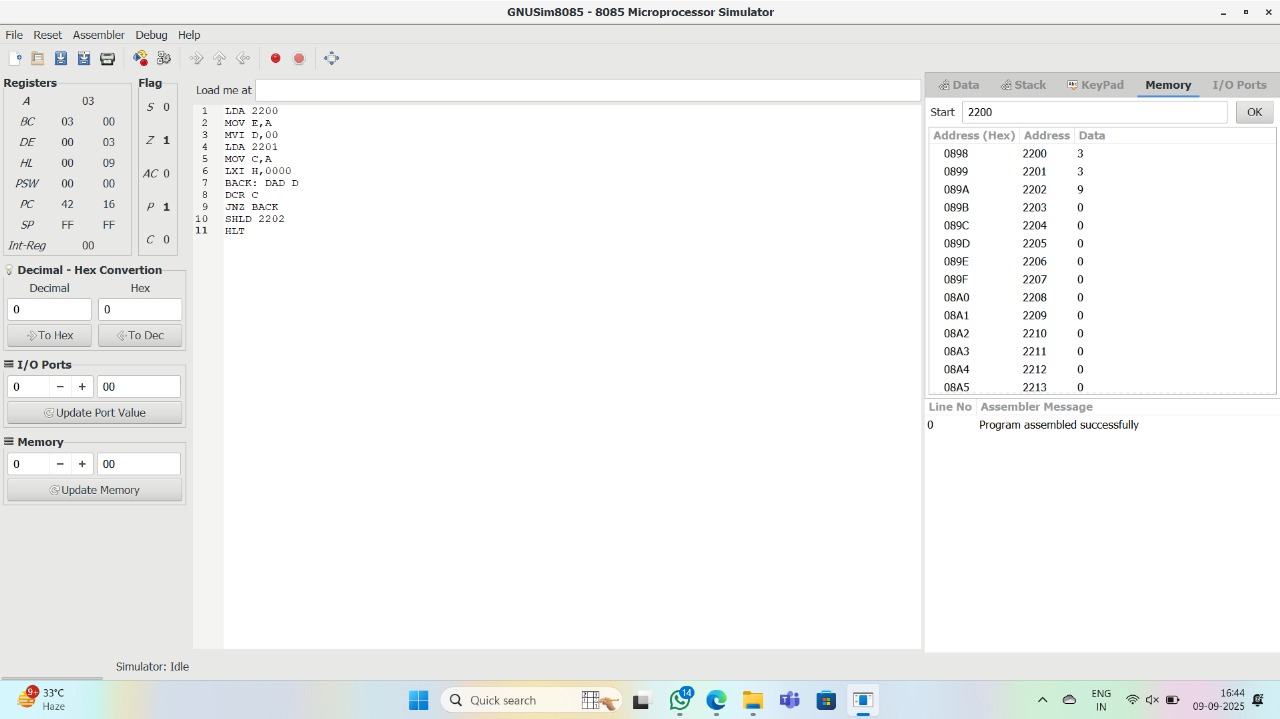 GNUSim8085 - 8085 Microprocessor Simulator
File Reset Assembler Debug Help
Registers
A 03
BC 03 00
DE 00 03
HL 00 09
PSW 00 00
PC 42 16
SP FF FF
Int-Reg 00
Flag
S 0
Z 1
AC 0
P 1
C 0
Decimal - Hex Convertion
Decimal Hex
0 0
To Hex To Dec
I/O Ports
0 − + 00
Update Port Value
Memory
0 − + 00
Update Memory
Load me at
1 LDA 2200
2 MOV E,A
3 MVI D,00
4 LDA 2201
5 MOV C,A
6 LXI H,0000
7 BACK: DAD D
8 DCR C
9 JNZ BACK
10 SHLD 2202
11 HLT
Data Stack KeyPad Memory I/O Ports
Start 2200 OK
Address (Hex) Address Data
0898 2200 3
0899 2201 3
089A 2202 9
089B 2203 0
089C 2204 0
089D 2205 0
089E 2206 0
089F 2207 0
08A0 2208 0
08A1 2209 0
08A2 2210 0
08A3 2211 0
08A4 2212 0
08A5 2213 0
Line No Assembler Message
0 Program assembled successfully
Simulator: Idle
9+ 33°C
Haze
Quick search
14
ENG
IN
16:44
09-09-2025